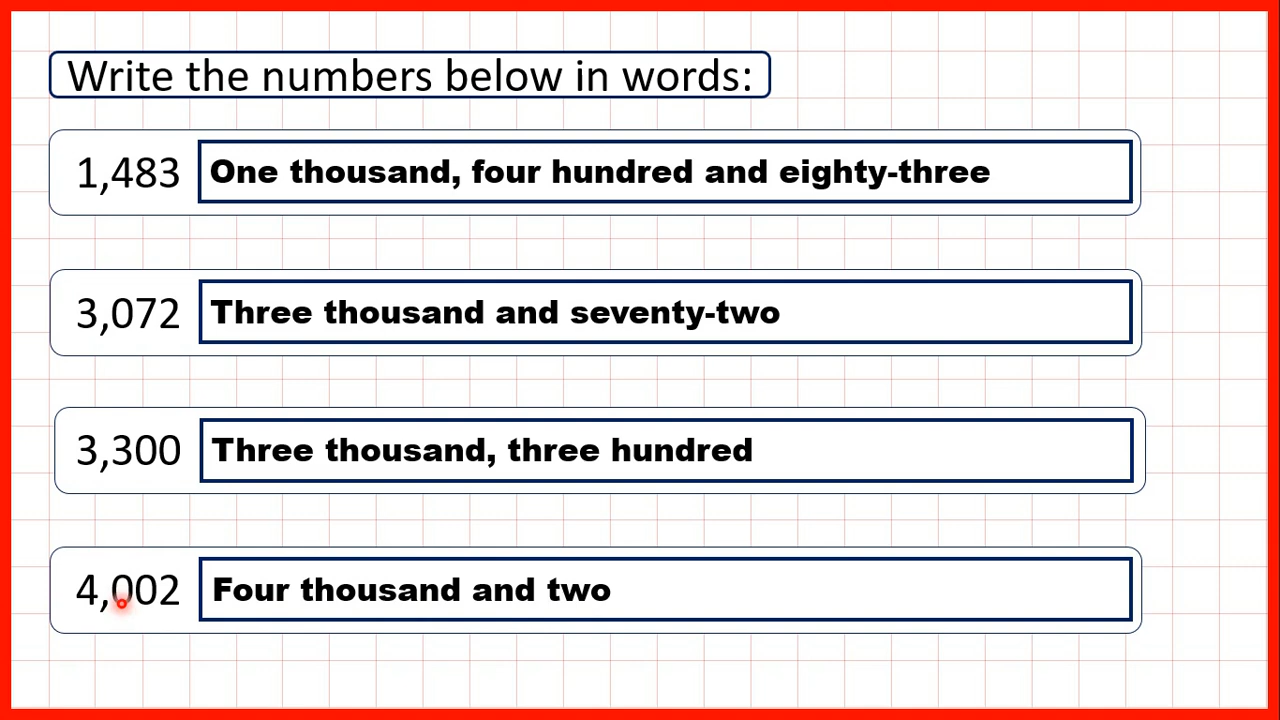 Write the numbers below in words:
1,483 One thousand, four hundred and eighty-three
3,072 Three thousand and seventy-two
3,300 Three thousand, three hundred
4,002 Four thousand and two